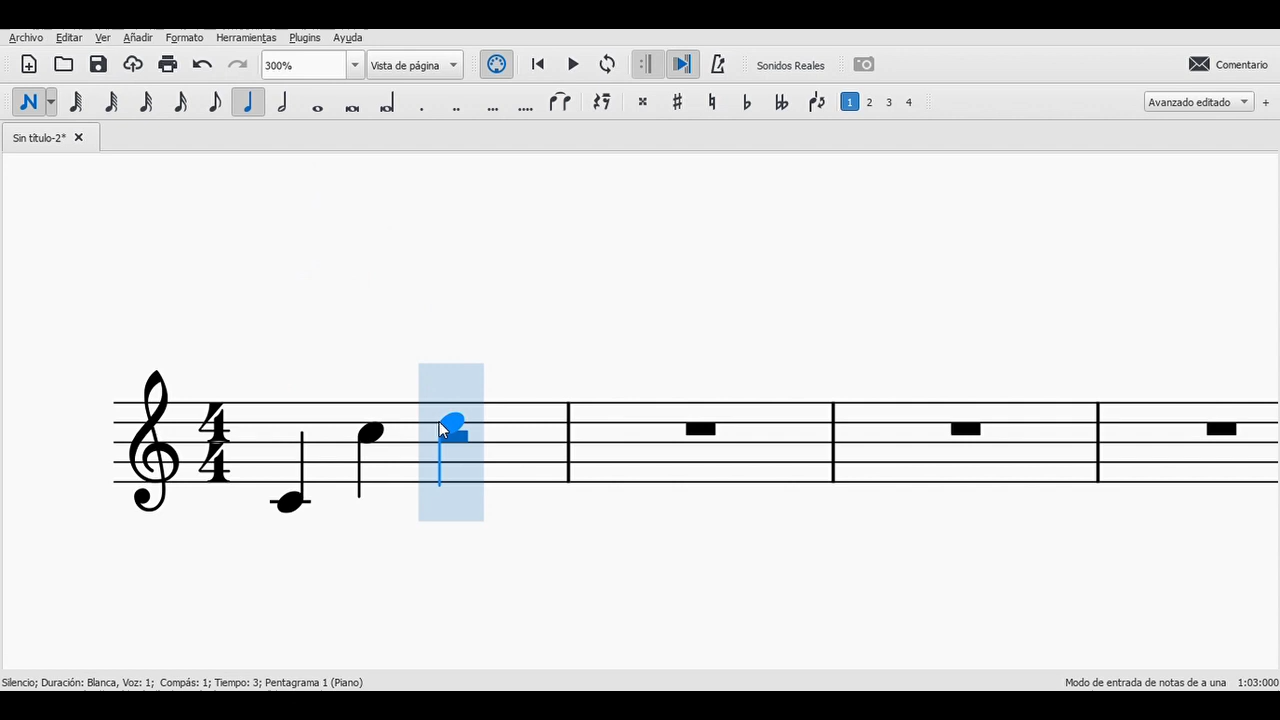 Archivo Editar Ver Añadir Formato Herramientas Plugins Ayuda
300% Vista de página Sonidos Reales Comentario
1 2 3 4 Avanzado editado +
Sin título-2*
4
4
Silencio; Duración: Blanca, Voz: 1; Compás: 1; Tiempo: 3; Pentagrama 1 (Piano) Modo de entrada de notas de a una 1:03:000